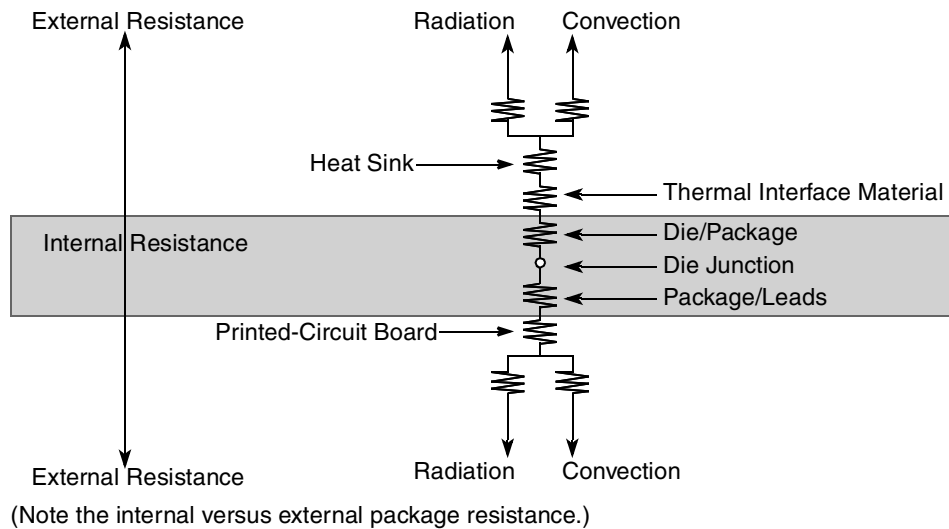 External Resistance
Radiation
Convection
Heat Sink
Thermal Interface Material
Internal Resistance
Die/Package
Die Junction
Package/Leads
Printed-Circuit Board
External Resistance
Radiation
Convection
(Note the internal versus external package resistance.)